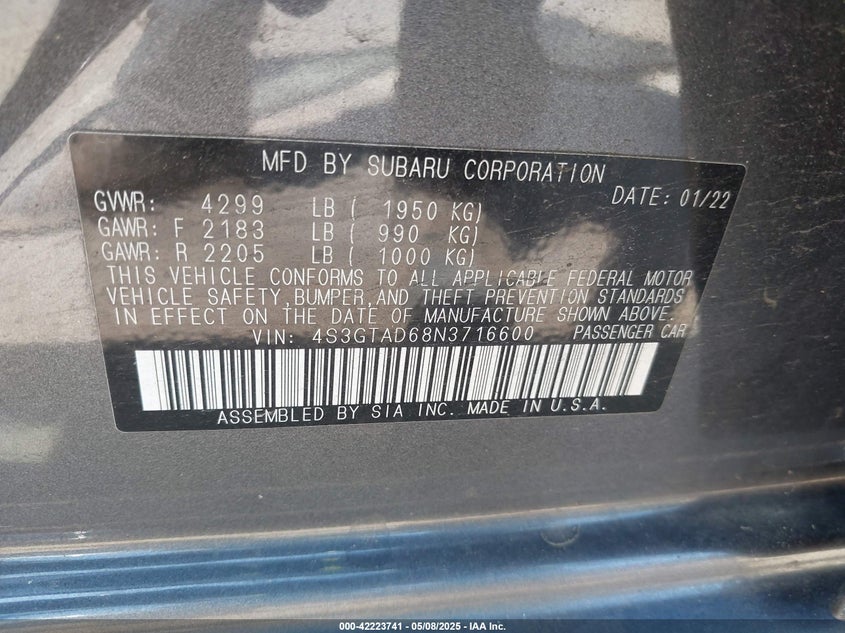 MFD BY SUBARU CORPORATION
DATE: 01/22
GVWR: 4299 LB ( 1950 KG)
GAWR: F 2183 LB ( 990 KG)
GAWR: R 2205 LB ( 1000 KG)
THIS VEHICLE CONFORMS TO ALL APPLICABLE FEDERAL MOTOR
VEHICLE SAFETY, BUMPER, AND THEFT PREVENTION STANDARDS
IN EFFECT ON THE DATE OF MANUFACTURE SHOWN ABOVE.
VIN: 4S3GTAD68N3716600 PASSENGER CAR
ASSEMBLED BY SIA INC. MADE IN U.S.A.
000-42223741 - 05/08/2025 - IAA Inc.